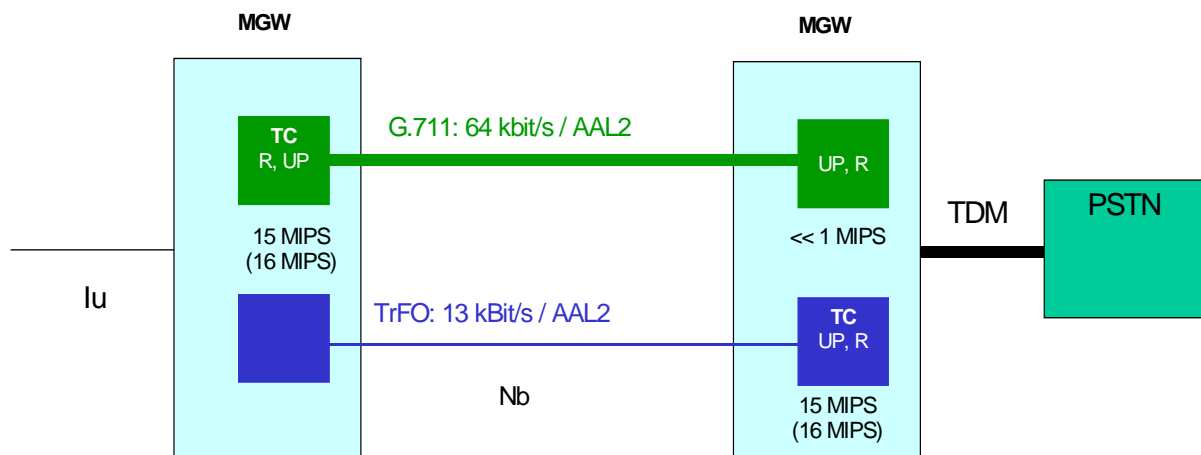 MGW
MGW
G.711: 64 kbit/s / AAL2
TC
R, UP
UP, R
15 MIPS
(16 MIPS)
<< 1 MIPS
TDM
PSTN
Iu
TrFO: 13 kBit/s / AAL2
TC
UP, R
Nb
15 MIPS
(16 MIPS)